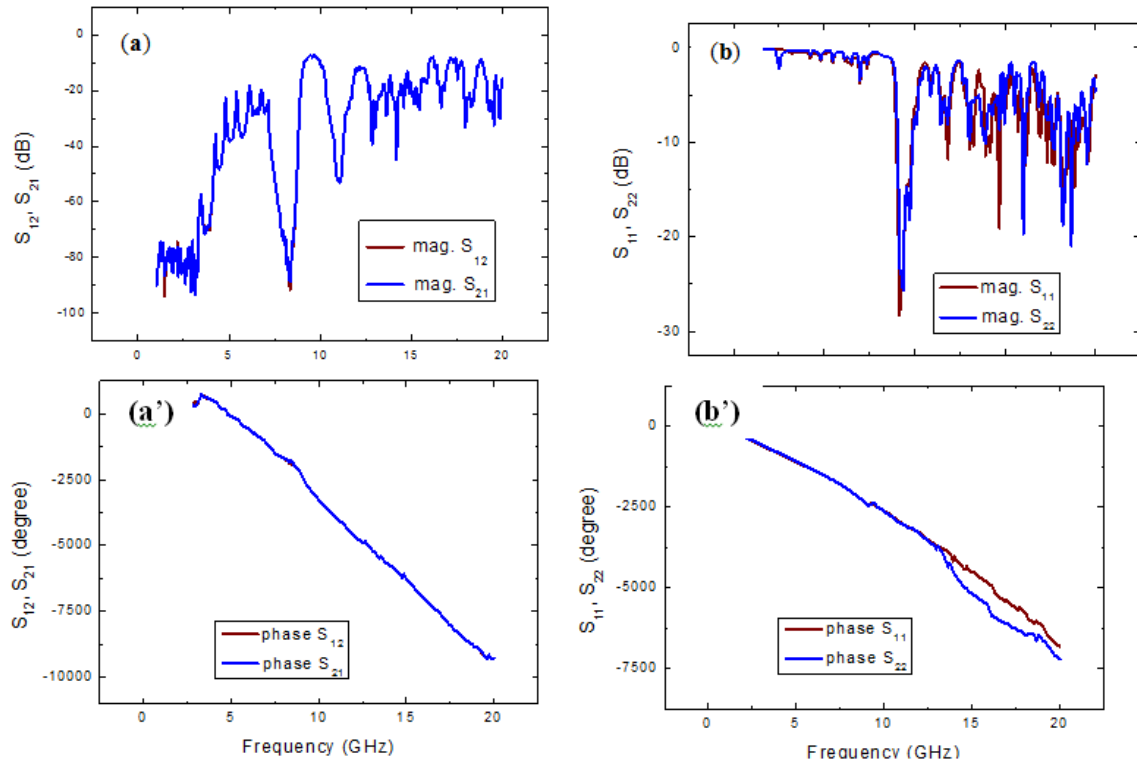 (a)
0
-20
-40
-60
-80
-100
S12, S21 (dB)
mag. S12
mag. S21
0 5 10 15 20
(b)
0
-10
-20
-30
S11, S22 (dB)
mag. S11
mag. S22
(a')
0
-2500
-5000
-7500
-10000
S12, S21 (degree)
phase S12
phase S21
0 5 10 15 20
Frequency (GHz)
(b')
0
-2500
-5000
-7500
S11, S22 (degree)
phase S11
phase S22
0 5 10 15 20
Frequency (GHz)